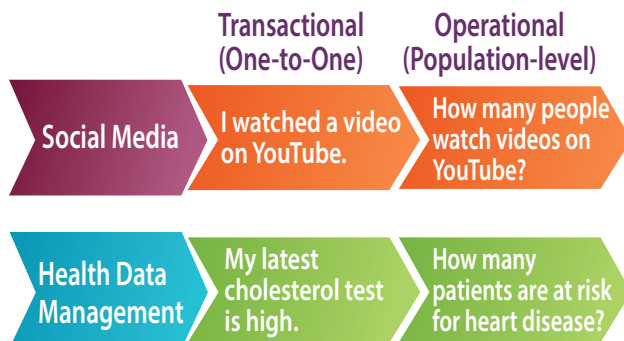 Transactional
(One-to-One)
Operational
(Population-level)
Social Media
I watched a video
on YouTube.
How many people
watch videos on
YouTube?
Health Data
Management
My latest
cholesterol test
is high.
How many
patients are at risk
for heart disease?